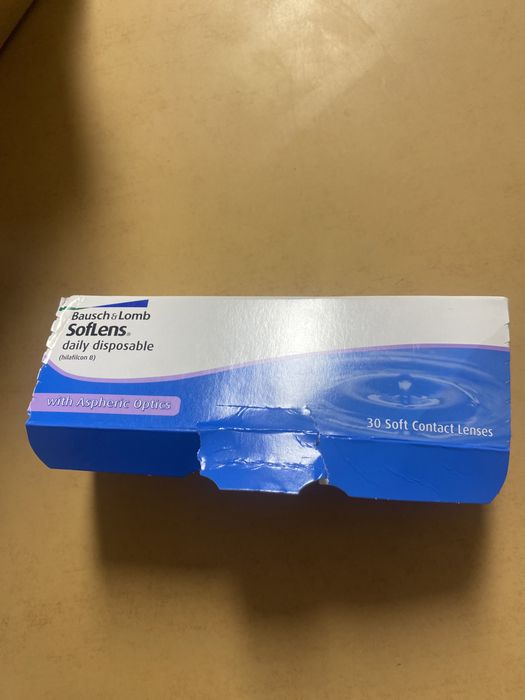 Bausch & Lomb
SofLens®
daily disposable
(hilafilcon B)
with Aspheric Optics
30 Soft Contact Lenses